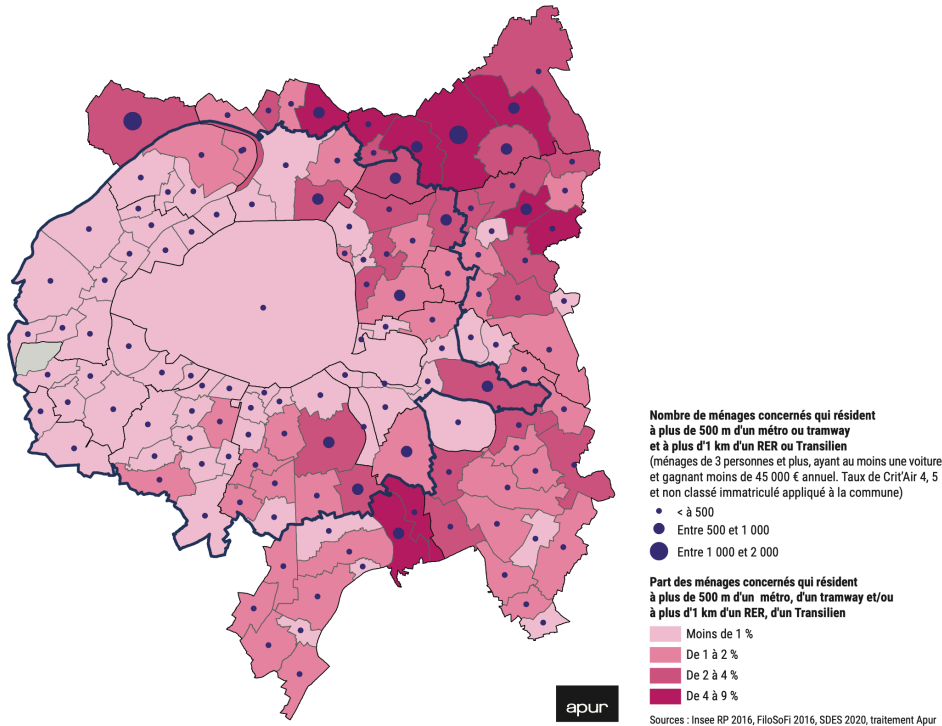 Nombre de ménages concernés qui résident
à plus de 500 m d'un métro ou tramway
et à plus d'1 km d'un RER ou Transilien
(ménages de 3 personnes et plus, ayant au moins une voiture
et gagnant moins de 45 000 € annuel. Taux de Crit'Air 4, 5
et non classé immatriculé appliqué à la commune)
< à 500
Entre 500 et 1 000
Entre 1 000 et 2 000
Part des ménages concernés qui résident
à plus de 500 m d'un métro, d'un tramway et/ou
à plus d'1 km d'un RER, d'un Transilien
Moins de 1 %
De 1 à 2 %
De 2 à 4 %
De 4 à 9 %
apur
Sources : Insee RP 2016, FiloSoFi 2016, SDES 2020, traitement Apur